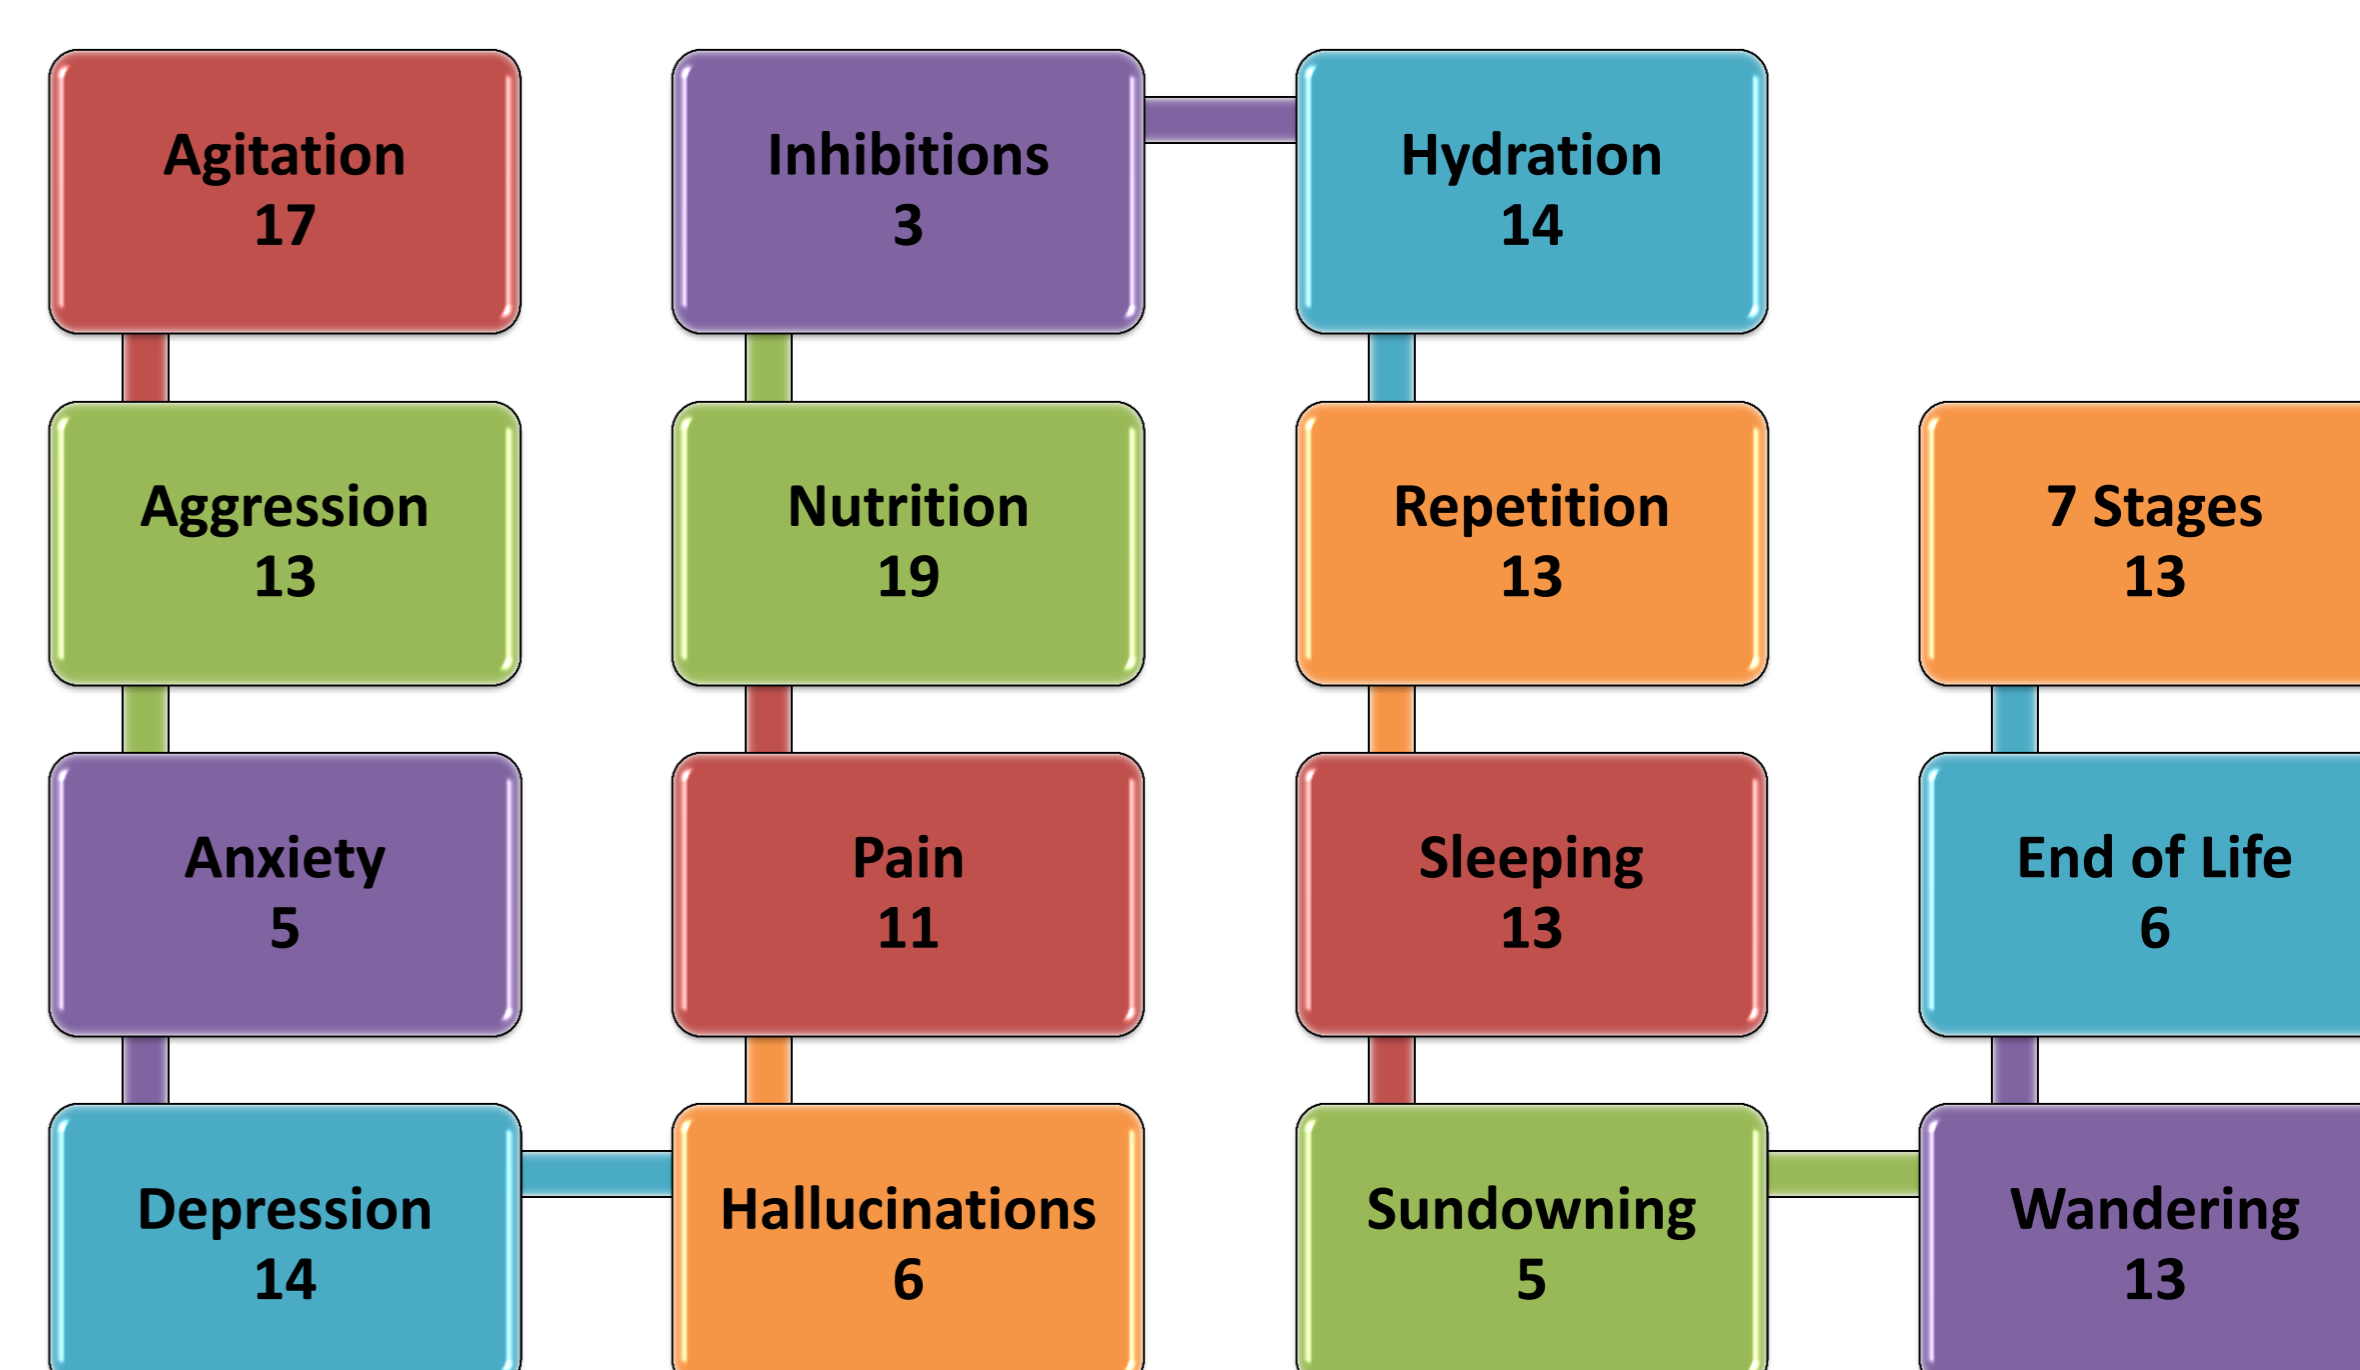 Agitation
17
Aggression
13
Anxiety
5
Depression
14
Hallucinations
6
Pain
11
Nutrition
19
Inhibitions
3
Hydration
14
Repetition
13
Sleeping
13
Sundowning
5
Wandering
13
End of Life
6
7 Stages
13